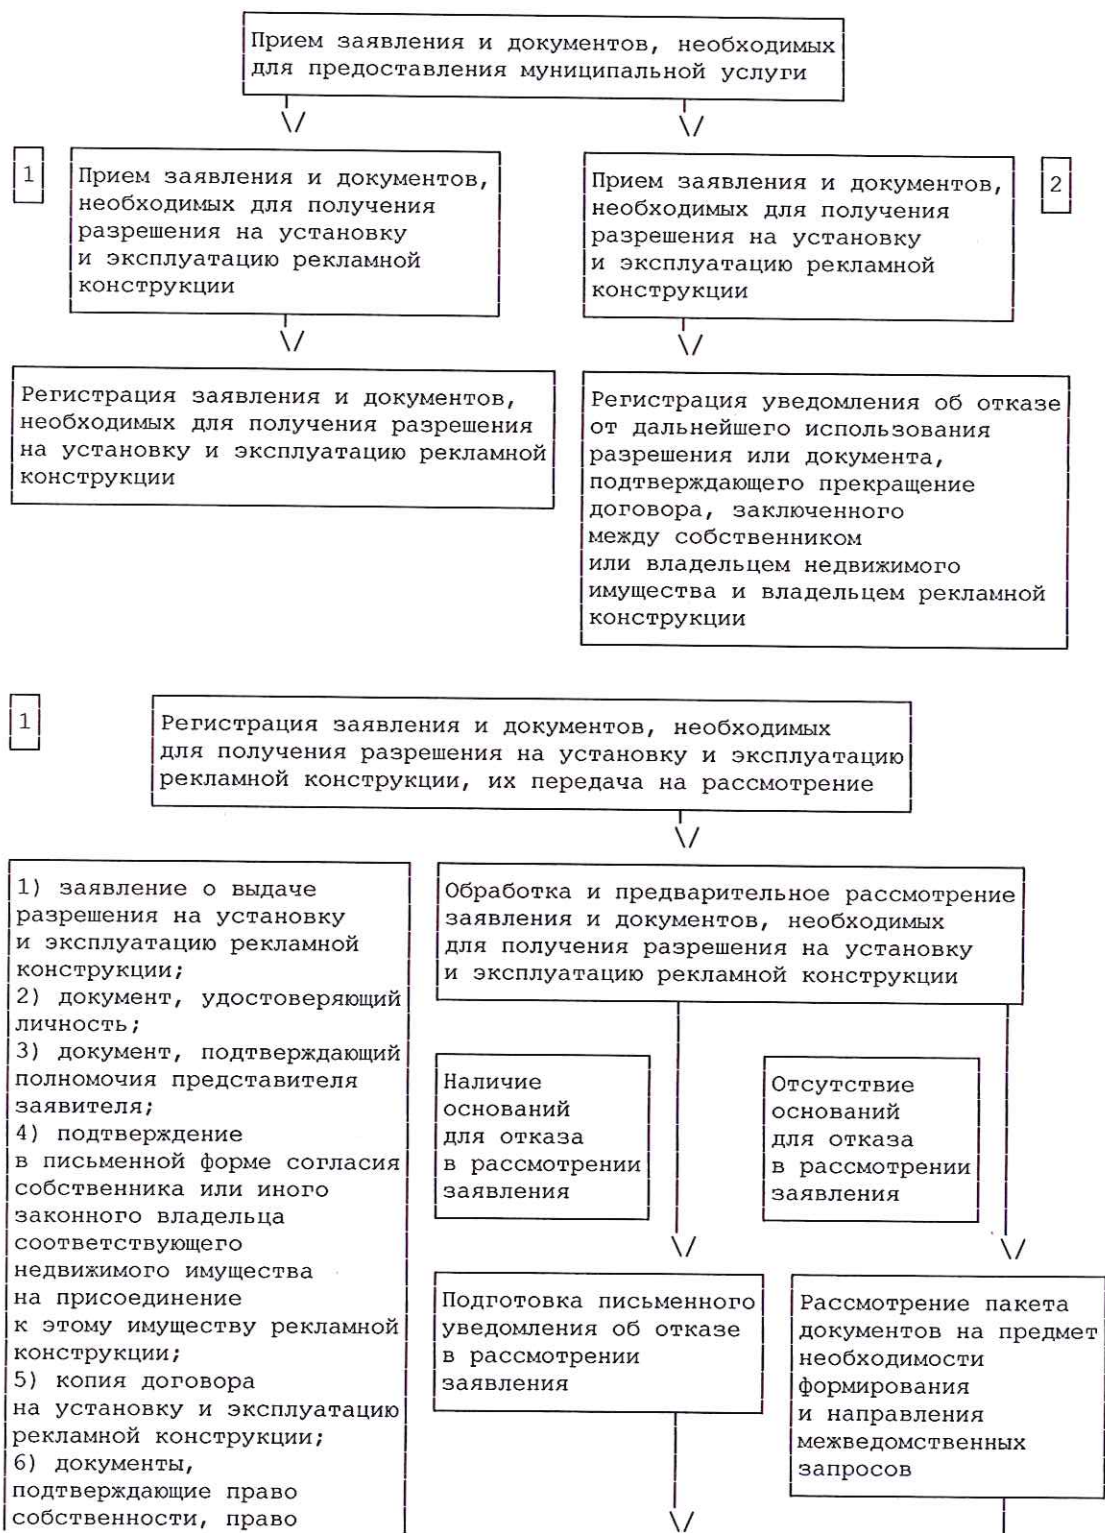 Прием заявления и документов, необходимых
для предоставления муниципальной услуги
\/
\/
1
Прием заявления и документов,
необходимых для получения
разрешения на установку
и эксплуатацию рекламной
конструкции
Прием заявления и документов,
необходимых для получения
разрешения на установку
и эксплуатацию рекламной
конструкции
2
\/
\/
Регистрация заявления и документов,
необходимых для получения разрешения
на установку и эксплуатацию рекламной
конструкции
Регистрация уведомления об отказе
от дальнейшего использования
разрешения или документа,
подтверждающего прекращение
договора, заключенного
между собственником
или владельцем недвижимого
имущества и владельцем рекламной
конструкции
1
Регистрация заявления и документов, необходимых
для получения разрешения на установку и эксплуатацию
рекламной конструкции, их передача на рассмотрение
\/
1) заявление о выдаче
разрешения на установку
и эксплуатацию рекламной
конструкции;
2) документ, удостоверяющий
личность;
3) документ, подтверждающий
полномочия представителя
заявителя;
4) подтверждение
в письменной форме согласия
собственника или иного
законного владельца
соответствующего
недвижимого имущества
на присоединение
к этому имуществу рекламной
конструкции;
5) копия договора
на установку и эксплуатацию
рекламной конструкции;
6) документы,
подтверждающие право
собственности, право
Обработка и предварительное рассмотрение
заявления и документов, необходимых
для получения разрешения на установку
и эксплуатацию рекламной конструкции
Наличие
оснований
для отказа
в рассмотрении
заявления
Отсутствие
оснований
для отказа
в рассмотрении
заявления
\/
\/
Подготовка письменного
уведомления об отказе
в рассмотрении
заявления
Рассмотрение пакета
документов на предмет
необходимости
формирования
и направления
межведомственных
запросов
\/